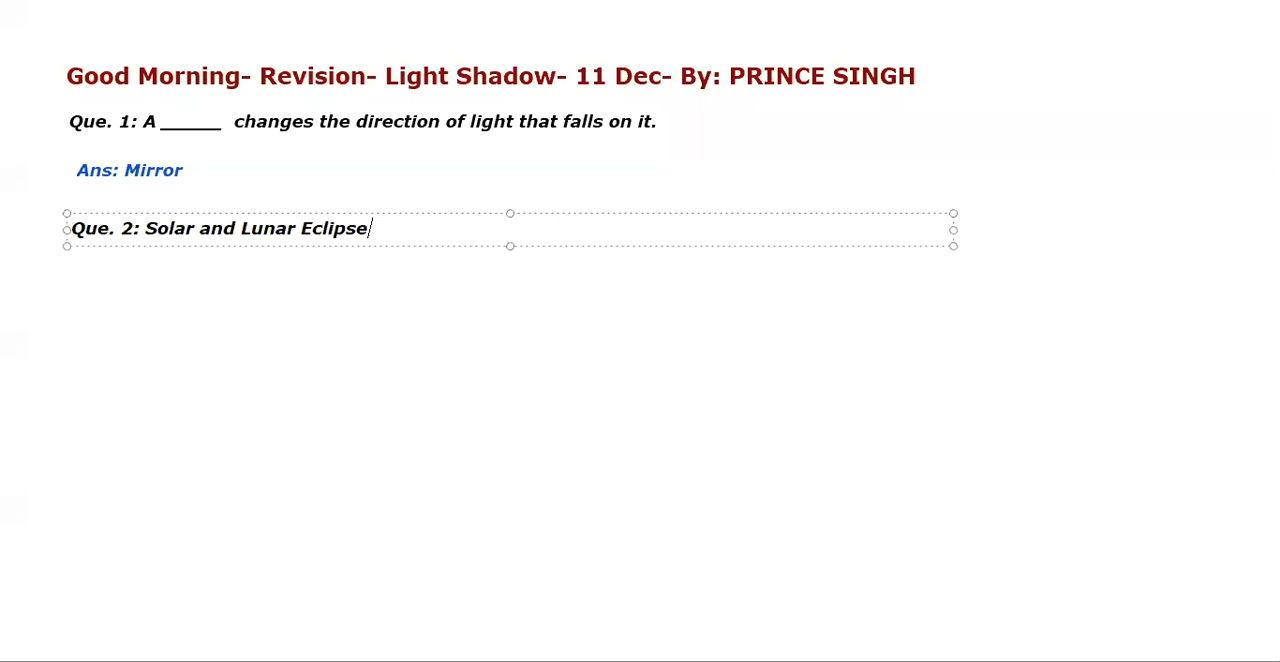 Good Morning- Revision- Light Shadow- 11 Dec- By: PRINCE SINGH
Que. 1: A ______ changes the direction of light that falls on it.
Ans: Mirror
Que. 2: Solar and Lunar Eclipse